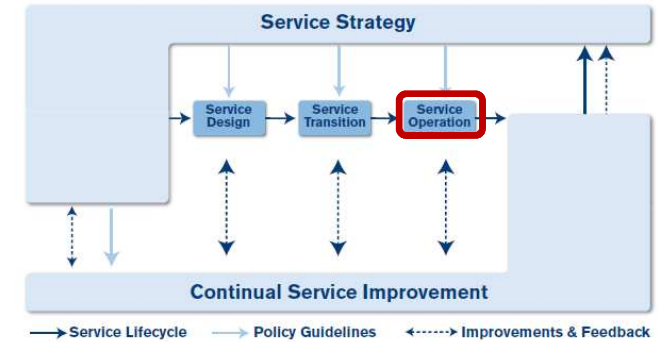 Service Strategy
Service
Design
Service
Transition
Service
Operation
Continual Service Improvement
Service Lifecycle
Policy Guidelines
Improvements & Feedback